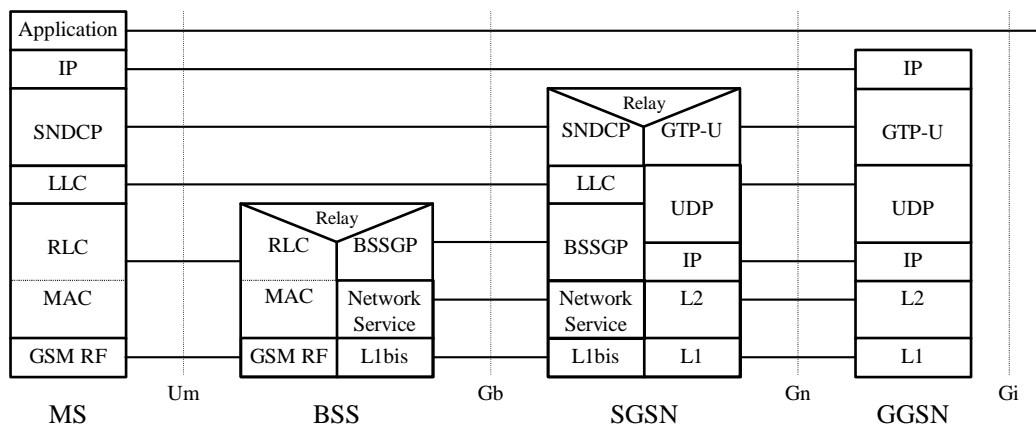 Application
IP
IP
Relay
SNDCP
SNDCP
GTP-U
GTP-U
LLC
LLC
UDP
UDP
Relay
RLC
RLC
BSSGP
BSSGP
IP
IP
MAC
MAC
Network
Service
Network
Service
L2
L2
GSM RF
GSM RF
L1bis
L1bis
L1
L1
Um
Gb
Gn
Gi
MS
BSS
SGSN
GGSN